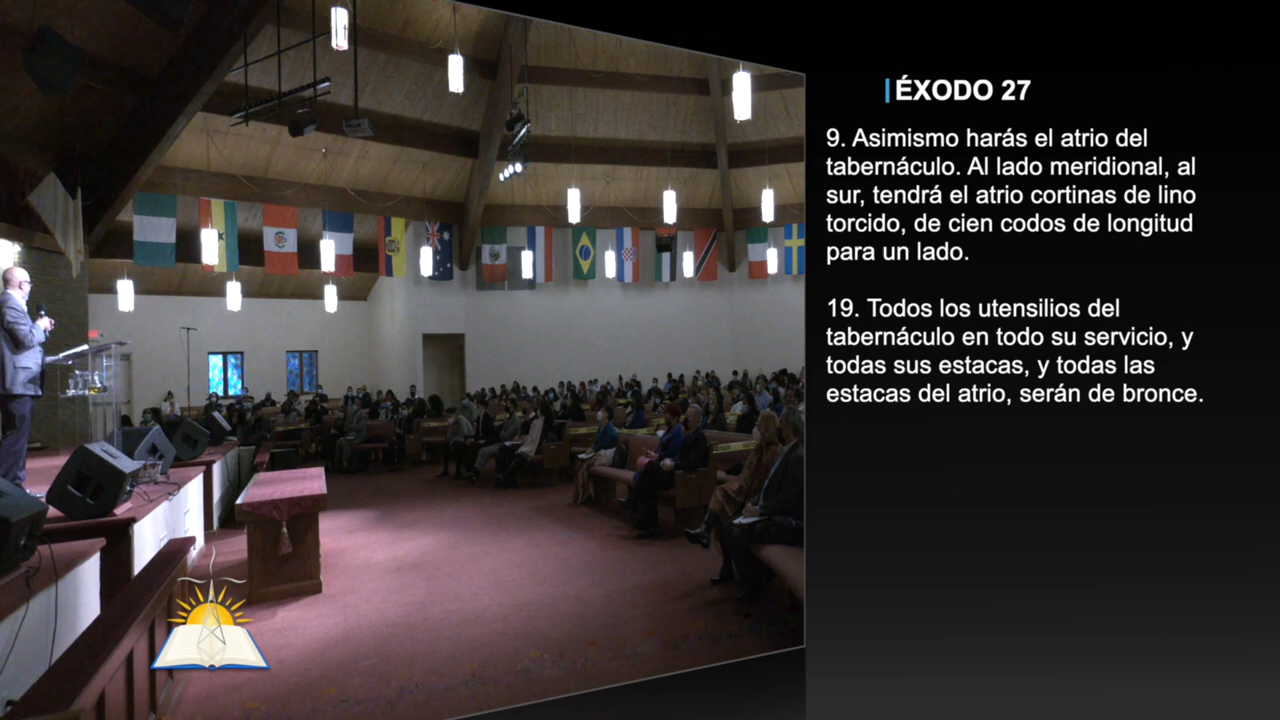 ÉXODO 27
9. Asimismo harás el atrio del
tabernáculo. Al lado meridional, al
sur, tendrá el atrio cortinas de lino
torcido, de cien codos de longitud
para un lado.
19. Todos los utensilios del
tabernáculo en todo su servicio, y
todas sus estacas, y todas las
estacas del atrio, serán de bronce.